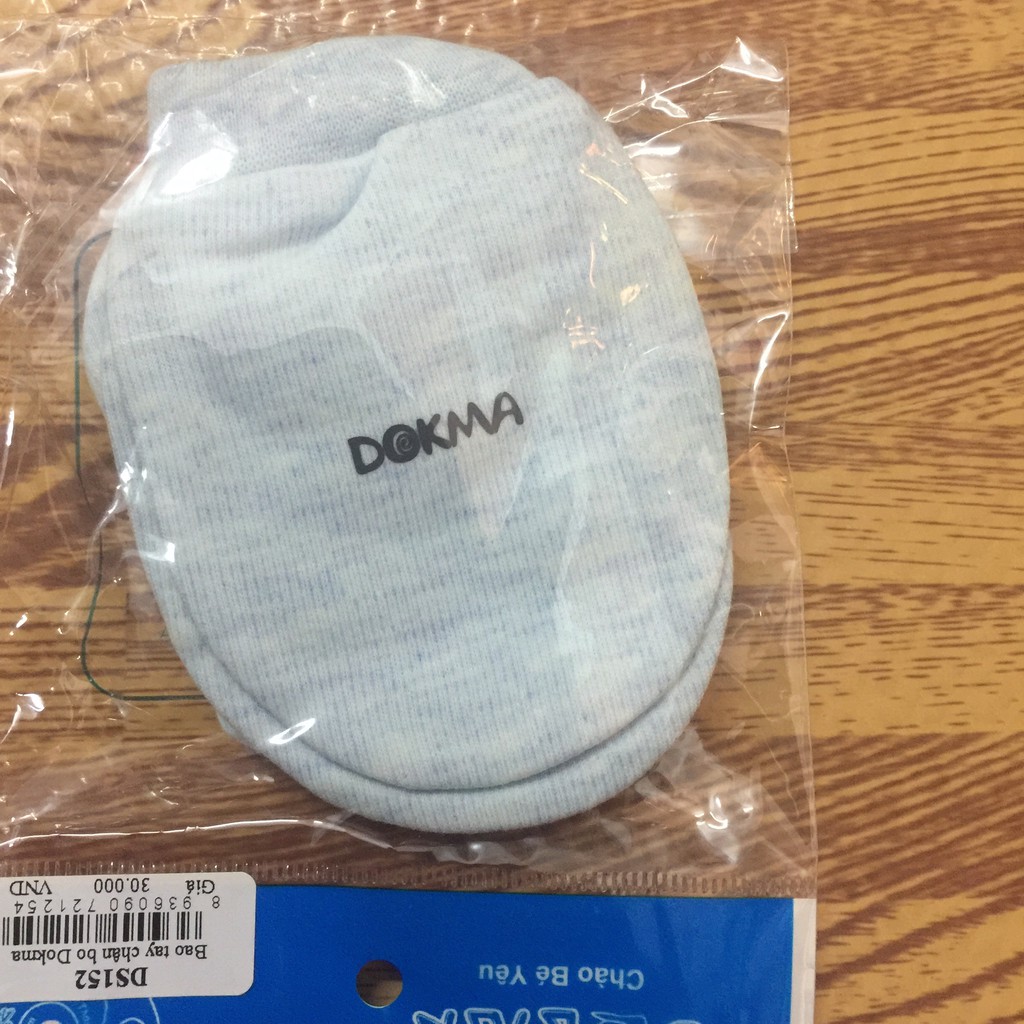 DOKMA
DS152
Bao tay chân bo Dokma
8 936090 721254
Giá 30.000 VND
Chào Bé Yêu